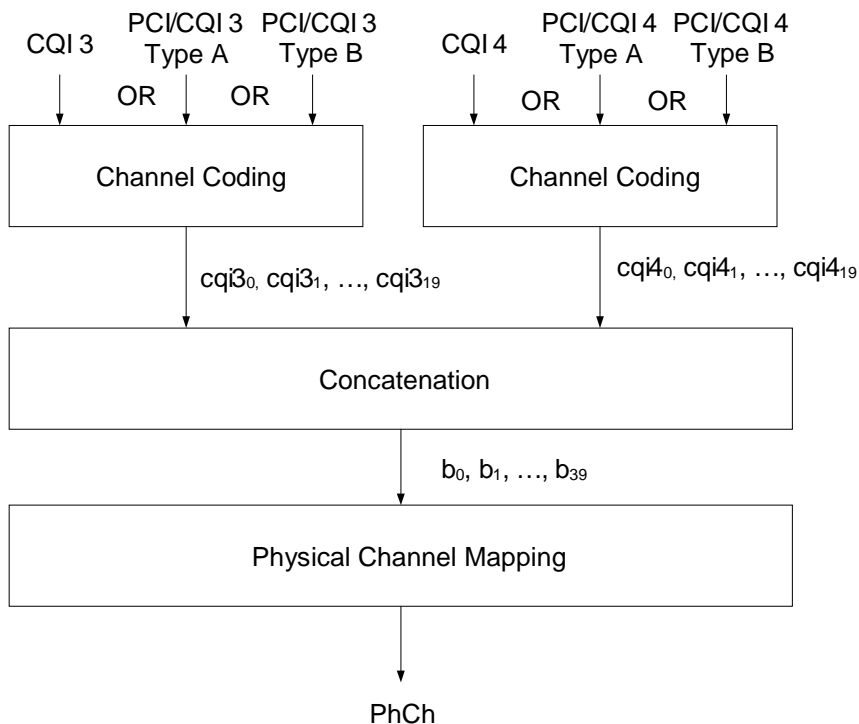 CQI 3
PCI/CQI 3
Type A
PCI/CQI 3
Type B
CQI 4
PCI/CQI 4
Type A
PCI/CQI 4
Type B
OR
OR
OR
OR
Channel Coding
Channel Coding
cqi3₀, cqi3₁, …, cqi3₁₉
cqi4₀, cqi4₁, …, cqi4₁₉
Concatenation
b₀, b₁, …, b₃₉
Physical Channel Mapping
PhCh